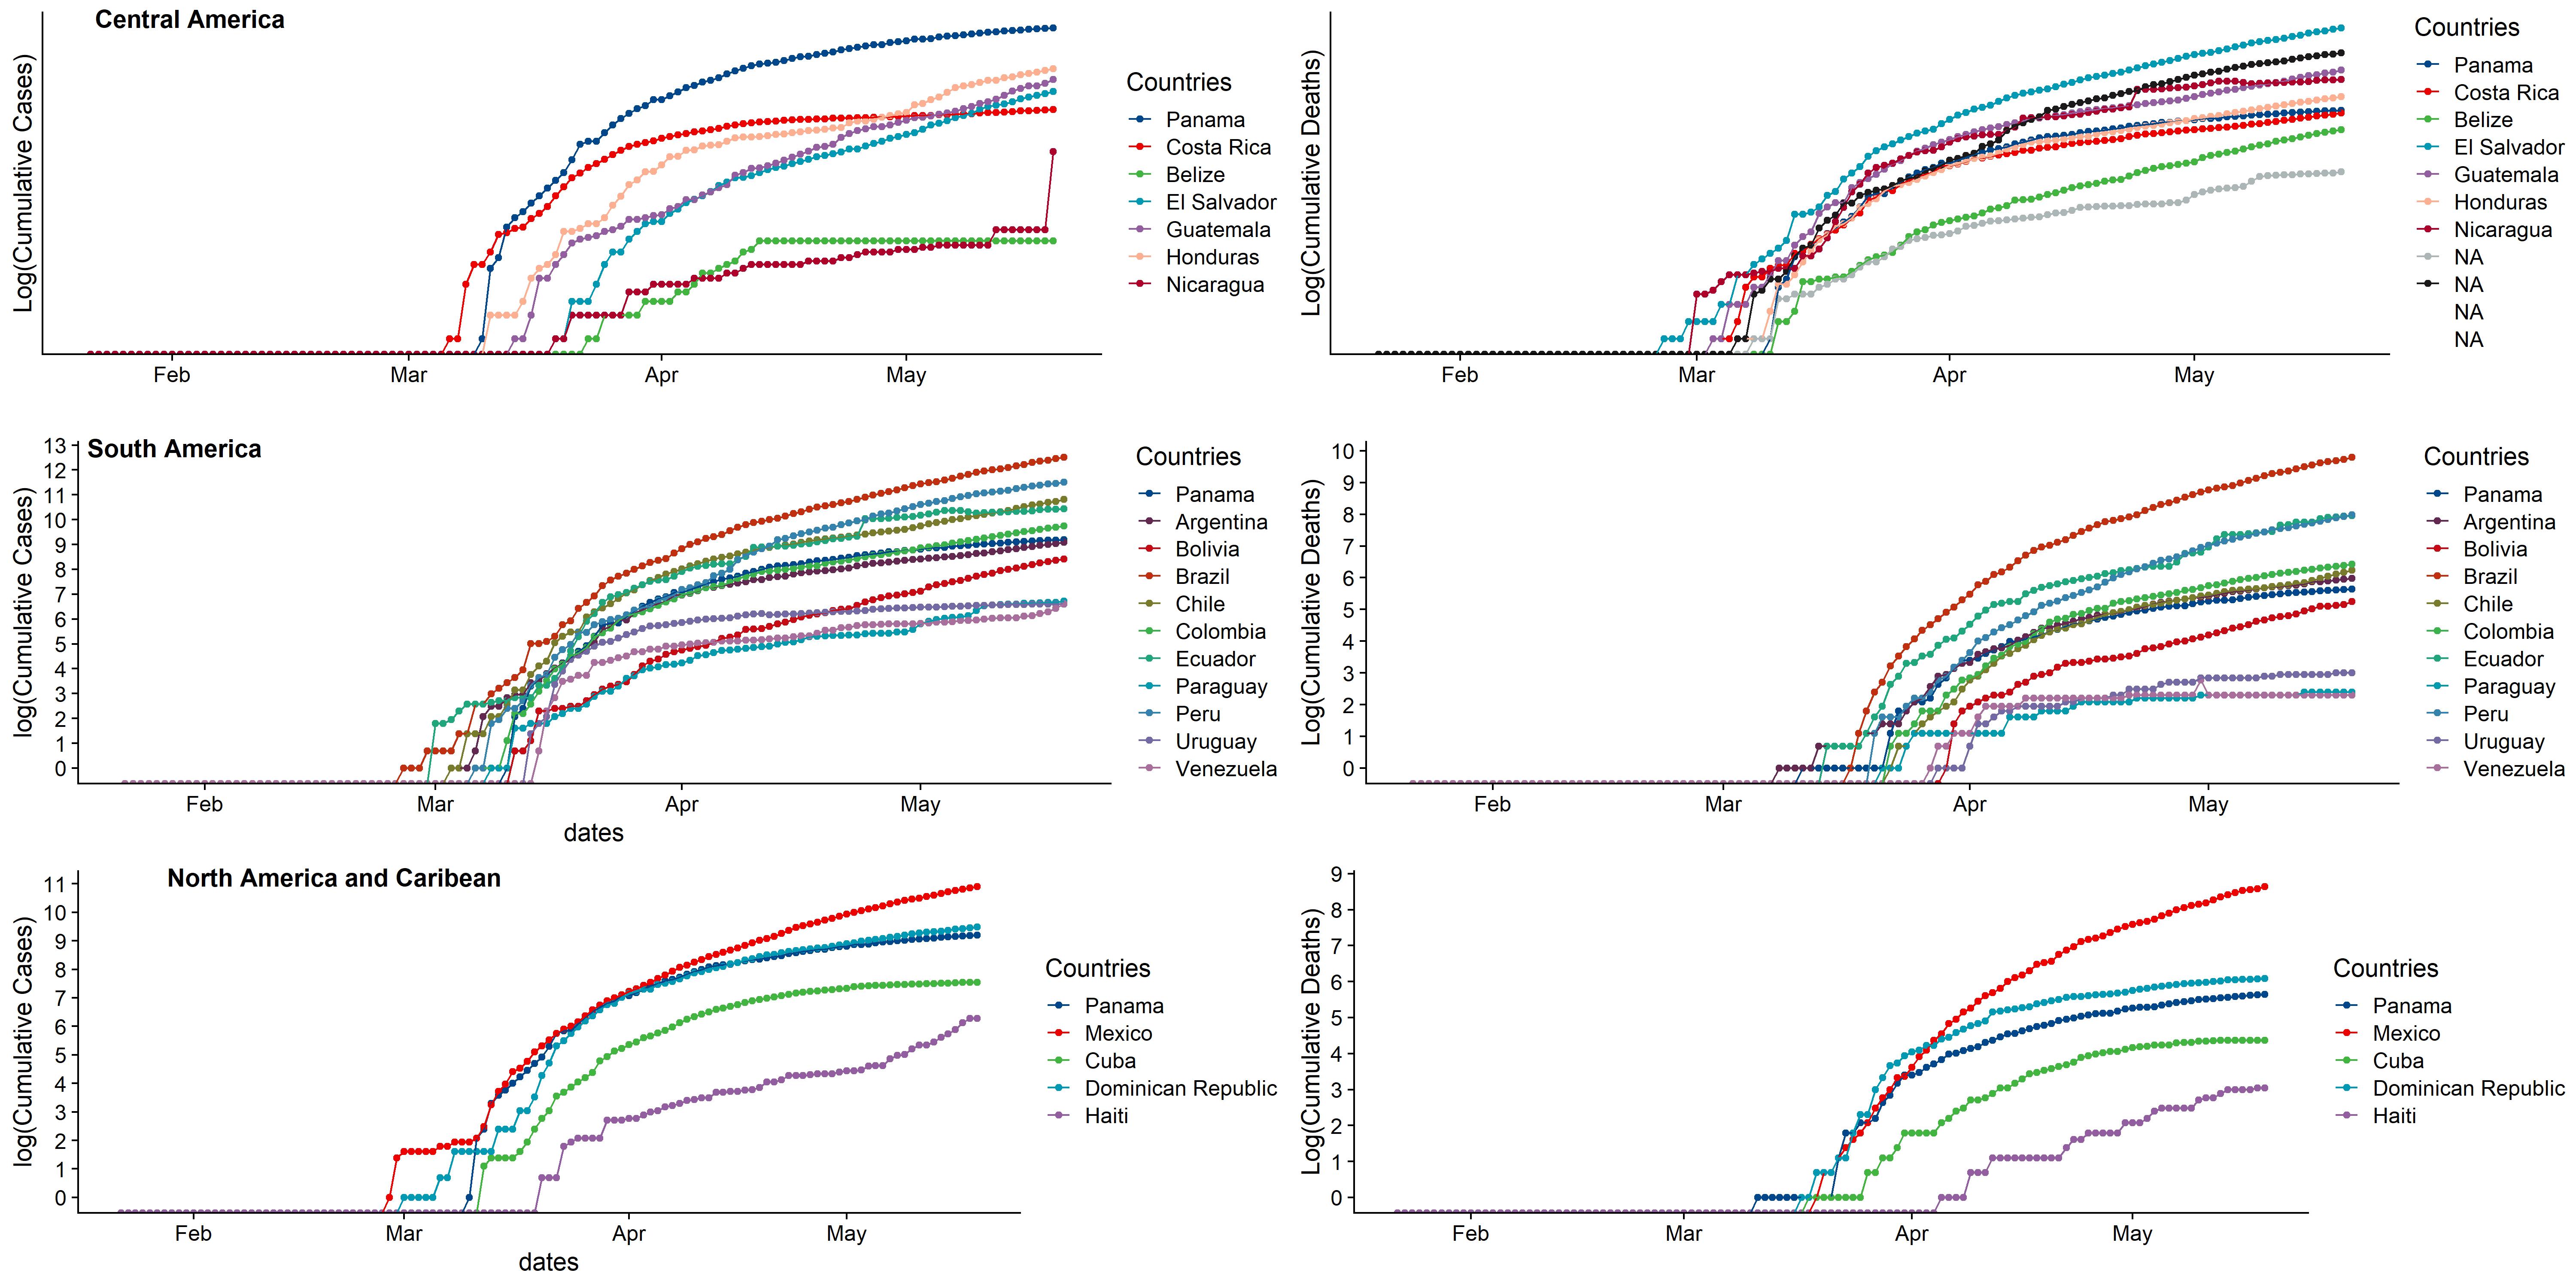 Central America
Log(Cumulative Cases)
Feb Mar Apr May
Countries
Panama
Costa Rica
Belize
El Salvador
Guatemala
Honduras
Nicaragua
Log(Cumulative Deaths)
Feb Mar Apr May
Countries
Panama
Costa Rica
Belize
El Salvador
Guatemala
Honduras
Nicaragua
NA
NA
NA
NA
South America
log(Cumulative Cases)
13
12
11
10
9
8
7
6
5
4
3
2
1
0
Feb Mar Apr May
dates
Countries
Panama
Argentina
Bolivia
Brazil
Chile
Colombia
Ecuador
Paraguay
Peru
Uruguay
Venezuela
Log(Cumulative Deaths)
10
9
8
7
6
5
4
3
2
1
0
Feb Mar Apr May
Countries
Panama
Argentina
Bolivia
Brazil
Chile
Colombia
Ecuador
Paraguay
Peru
Uruguay
Venezuela
North America and Caribean
log(Cumulative Cases)
11
10
9
8
7
6
5
4
3
2
1
0
Feb Mar Apr May
dates
Countries
Panama
Mexico
Cuba
Dominican Republic
Haiti
Log(Cumulative Deaths)
9
8
7
6
5
4
3
2
1
0
Feb Mar Apr May
Countries
Panama
Mexico
Cuba
Dominican Republic
Haiti